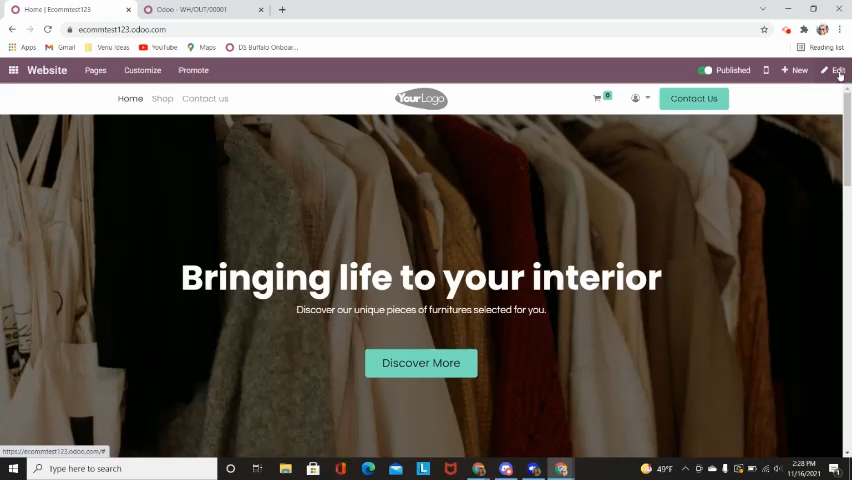 Home | Ecommtest123
Odoo - WH/OUT/00001
ecommtest123.odoo.com
Apps
Gmail
Venu Ideas
YouTube
Maps
DS Buffalo Onboar...
Reading list
Website
Pages
Customize
Promote
Published
New
Edit
Home
Shop
Contact us
YourLogo
0
Contact Us
Bringing life to your interior
Discover our unique pieces of furnitures selected for you.
Discover More
https://ecommtest123.odoo.com/#
Type here to search
49°F
2:28 PM
11/16/2021